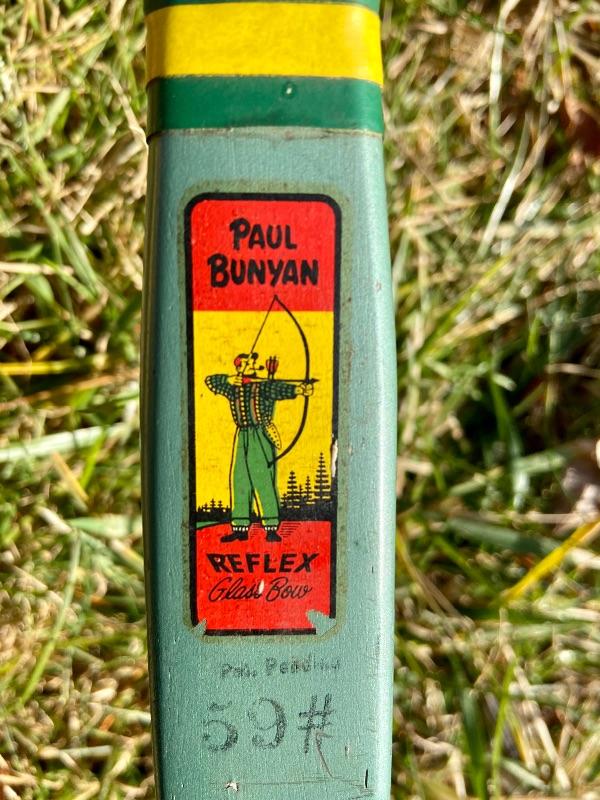 PAUL
BUNYAN
REFLEX
Glass Bow
Pat. Pending
59#